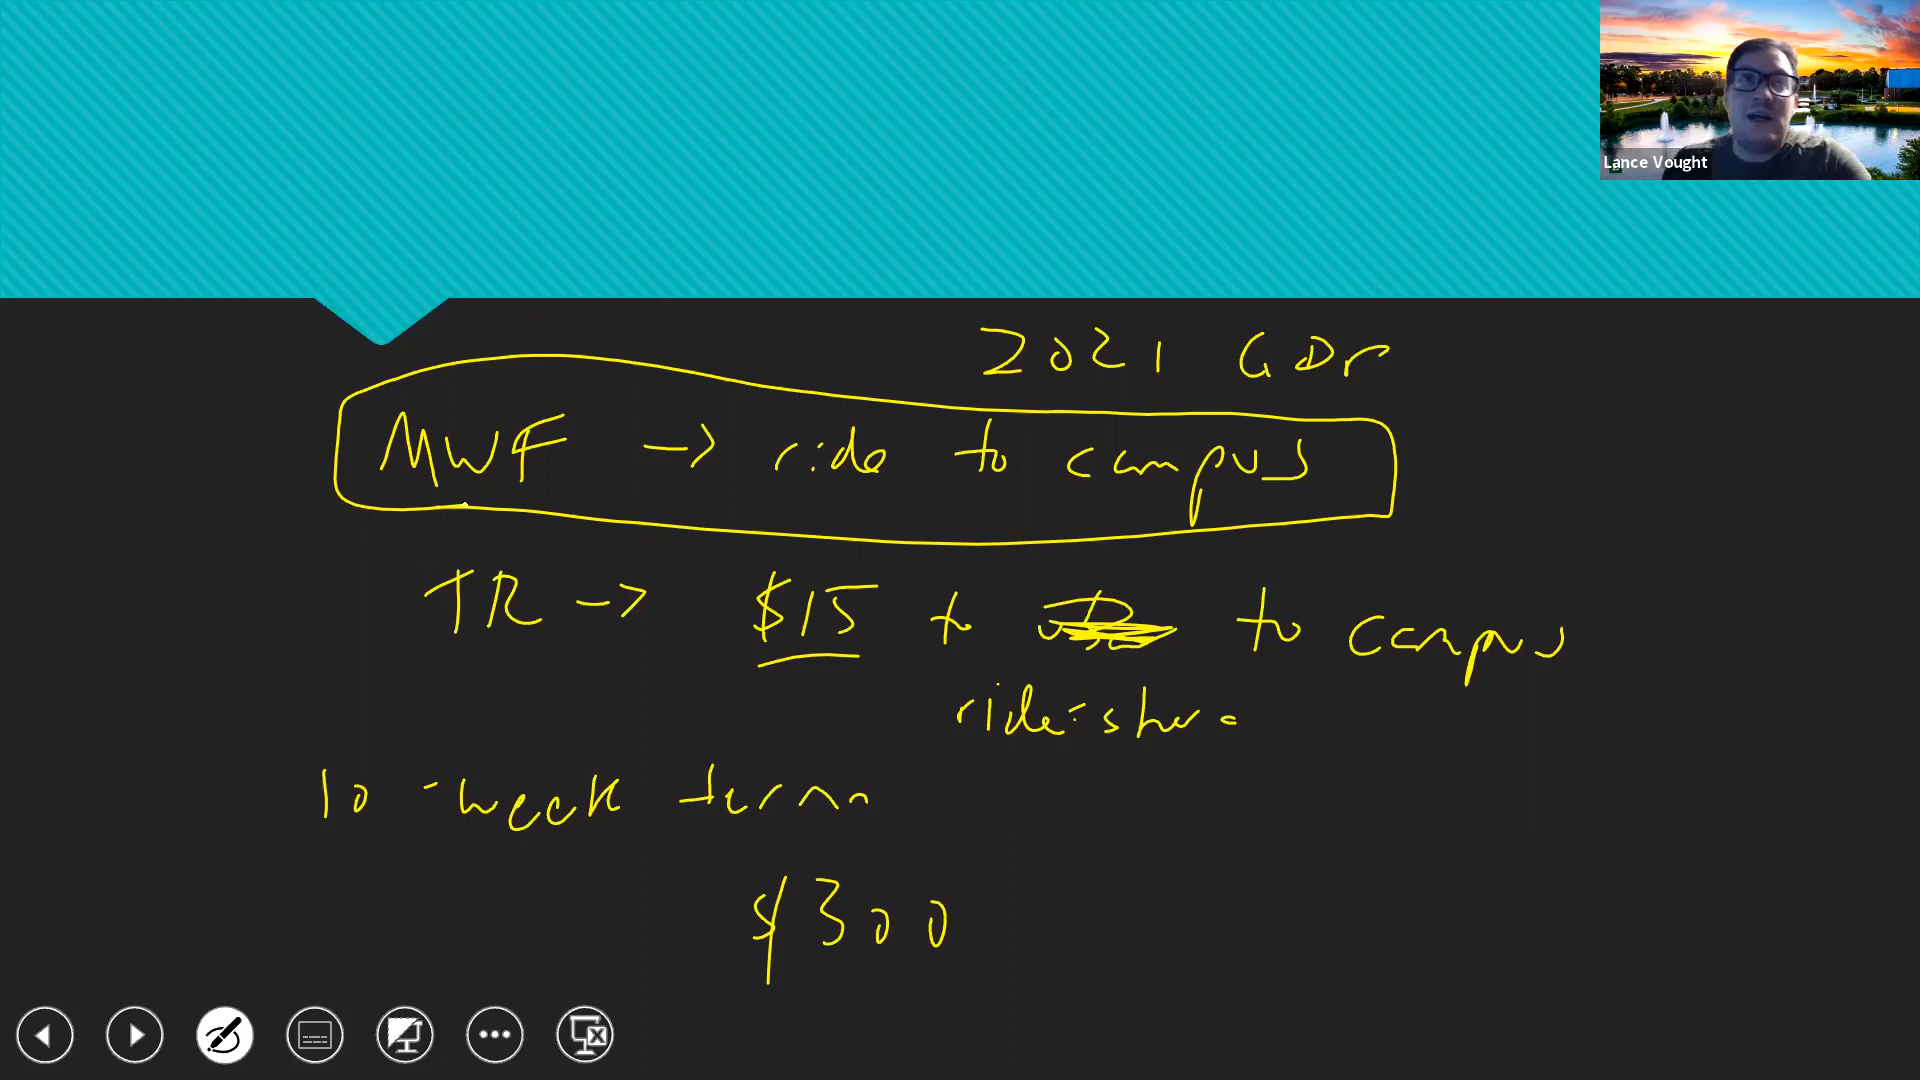 Lance Vought
2021 GDP
MWF -> ride to campus
TR -> $15 to to campus
ride-share
10-week term
$300